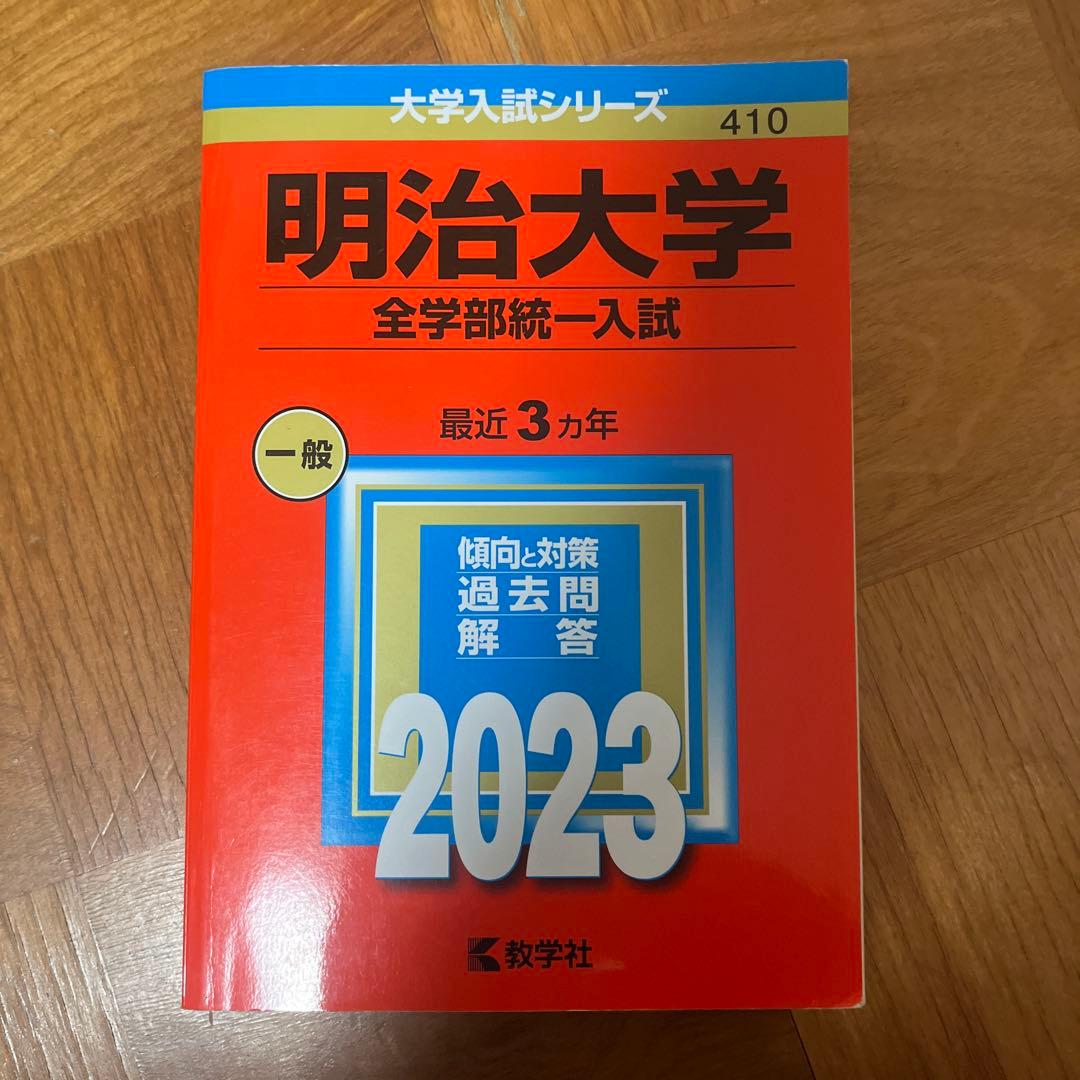 大学入試シリーズ
410
明治大学
全学部統一入試
最近3ヵ年
一般
傾向と対策
過去問
解答
2023
教学社